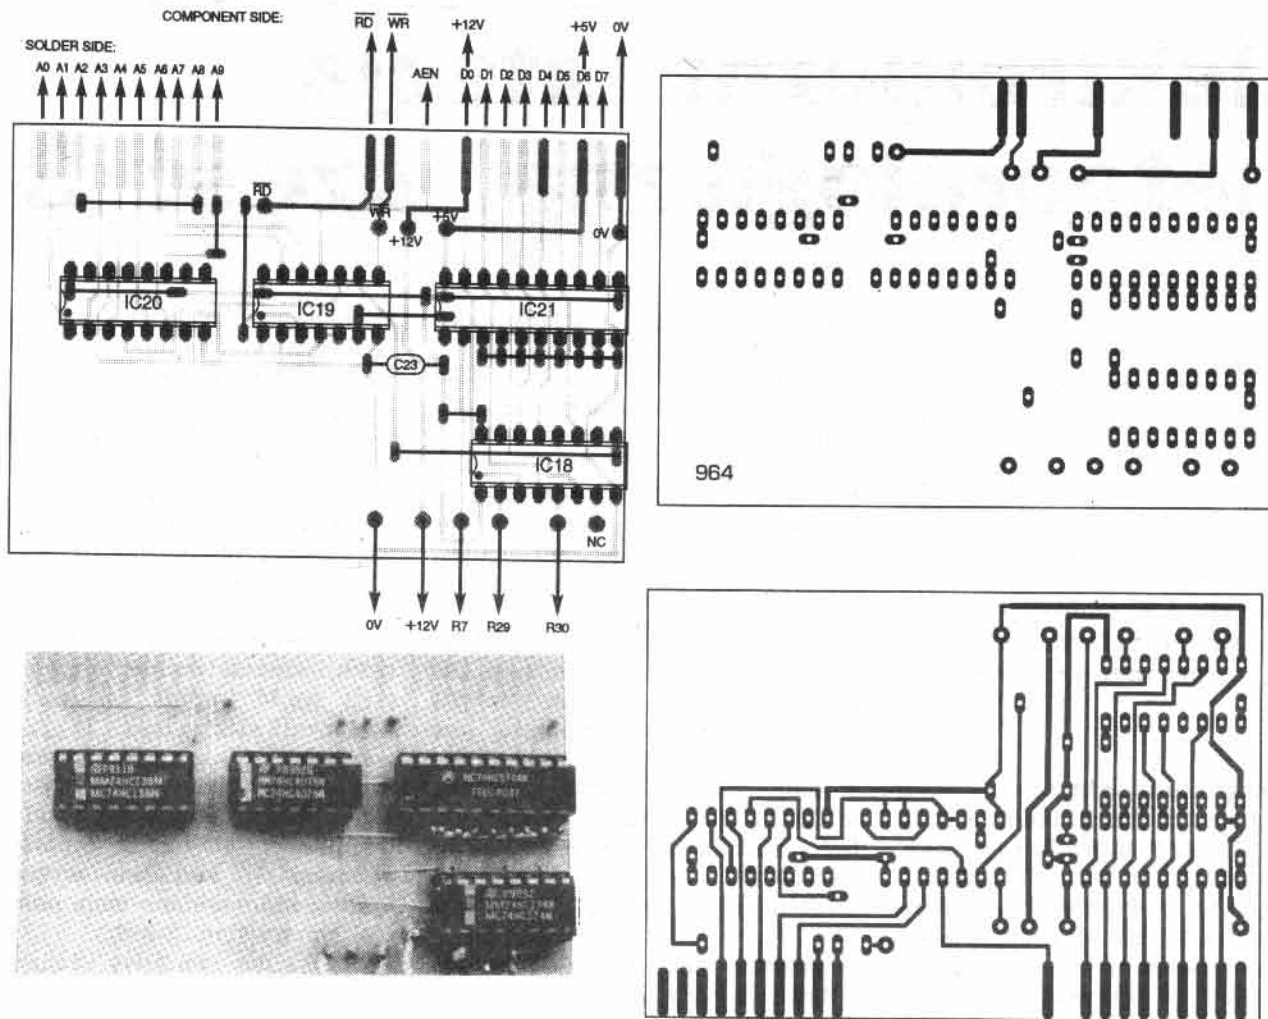 COMPONENT SIDE:
RD WR +12V +5V 0V
SOLDER SIDE:
A0 A1 A2 A3 A4 A5 A6 A7 A8 A9 AEN D0 D1 D2 D3 D4 D5 D6 D7
RD
WR
+12V
+5V
0V
IC20
IC19
IC21
C23
IC18
NC
0V +12V R7 R29 R30
964